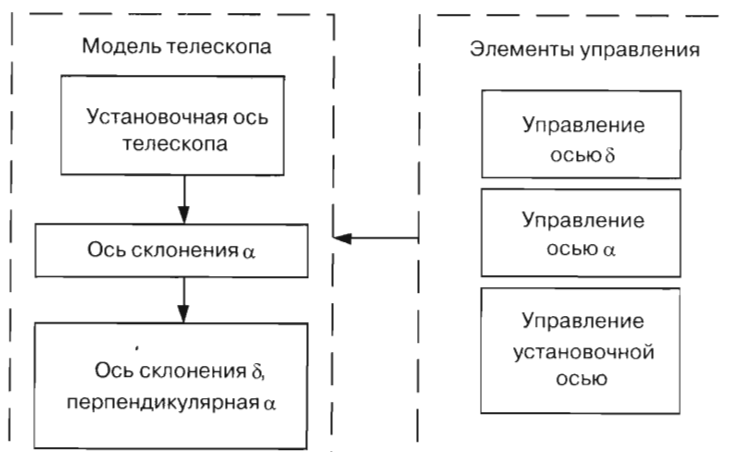 Модель телескопа
Установочная ось
телескопа
Ось склонения α
Ось склонения δ,
перпендикулярная α
Элементы управления
Управление
осью δ
Управление
осью α
Управление
установочной
осью